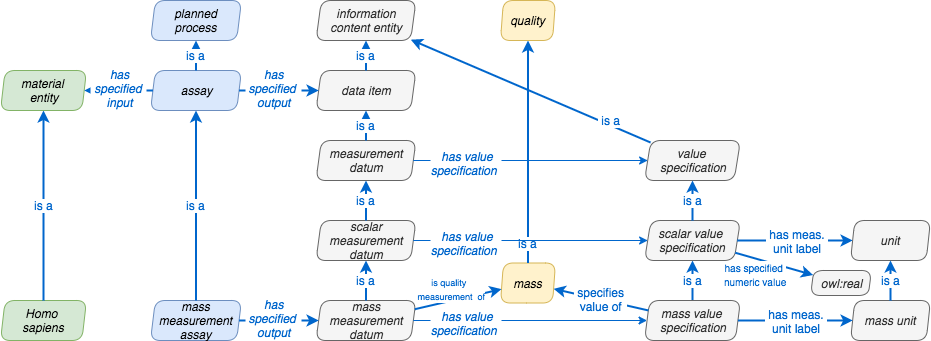 planned
process
information
content entity
quality
is a
is a
material
entity
has
specified
input
assay
has
specified
output
data item
is a
is a
measurement
datum
has value
specification
value
specification
is a
is a
is a
is a
scalar
measurement
datum
has value
specification
is a
scalar value
specification
has meas.
unit label
unit
is a
is quality
measurement of
mass
specifies
value of
is a
has specified
numeric value
owl:real
is a
Homo
sapiens
mass
measurement
assay
has
specified
output
mass
measurement
datum
has value
specification
mass value
specification
has meas.
unit label
mass unit